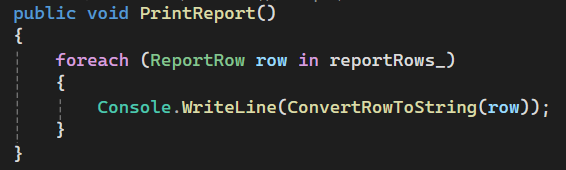 public void PrintReport()
{
    foreach (ReportRow row in reportRows_)
    {
        Console.WriteLine(ConvertRowToString(row));
    }
}